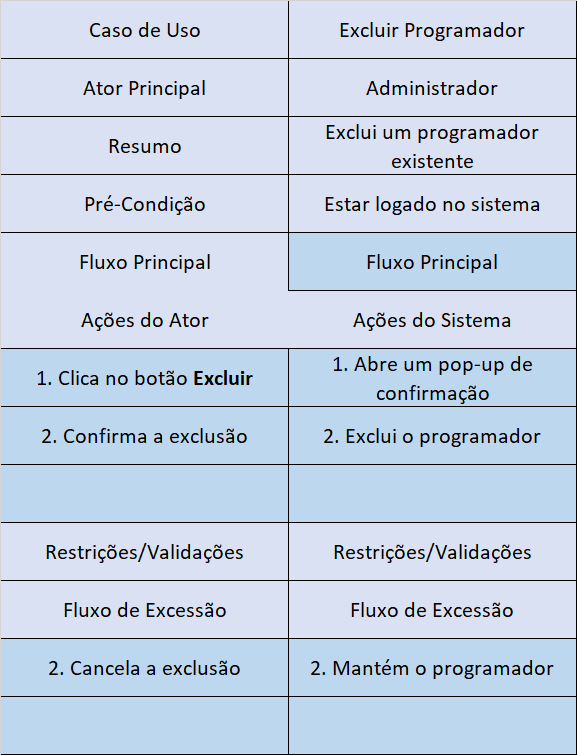 Caso de Uso
Excluir Programador
Ator Principal
Administrador
Resumo
Exclui um programador
existente
Pré-Condição
Estar logado no sistema
Fluxo Principal
Fluxo Principal
Ações do Ator
Ações do Sistema
1. Clica no botão Excluir
1. Abre um pop-up de
confirmação
2. Confirma a exclusão
2. Exclui o programador
Restrições/Validações
Restrições/Validações
Fluxo de Excessão
Fluxo de Excessão
2. Cancela a exclusão
2. Mantém o programador